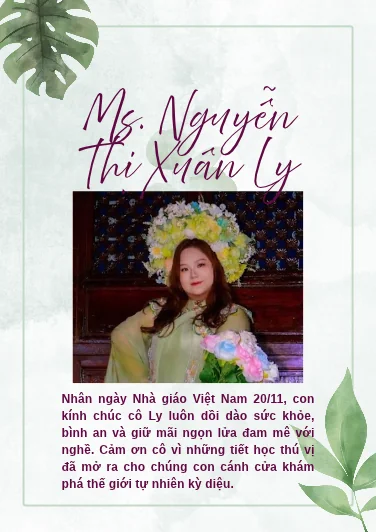 Ms. Nguyễn
Thị Xuân Ly
Nhân ngày Nhà giáo Việt Nam 20/11, con
kính chúc cô Ly luôn dồi dào sức khỏe,
bình an và giữ mãi ngọn lửa đam mê với
nghề. Cảm ơn cô vì những tiết học thú vị
đã mở ra cho chúng con cánh cửa khám
phá thế giới tự nhiên kỳ diệu.